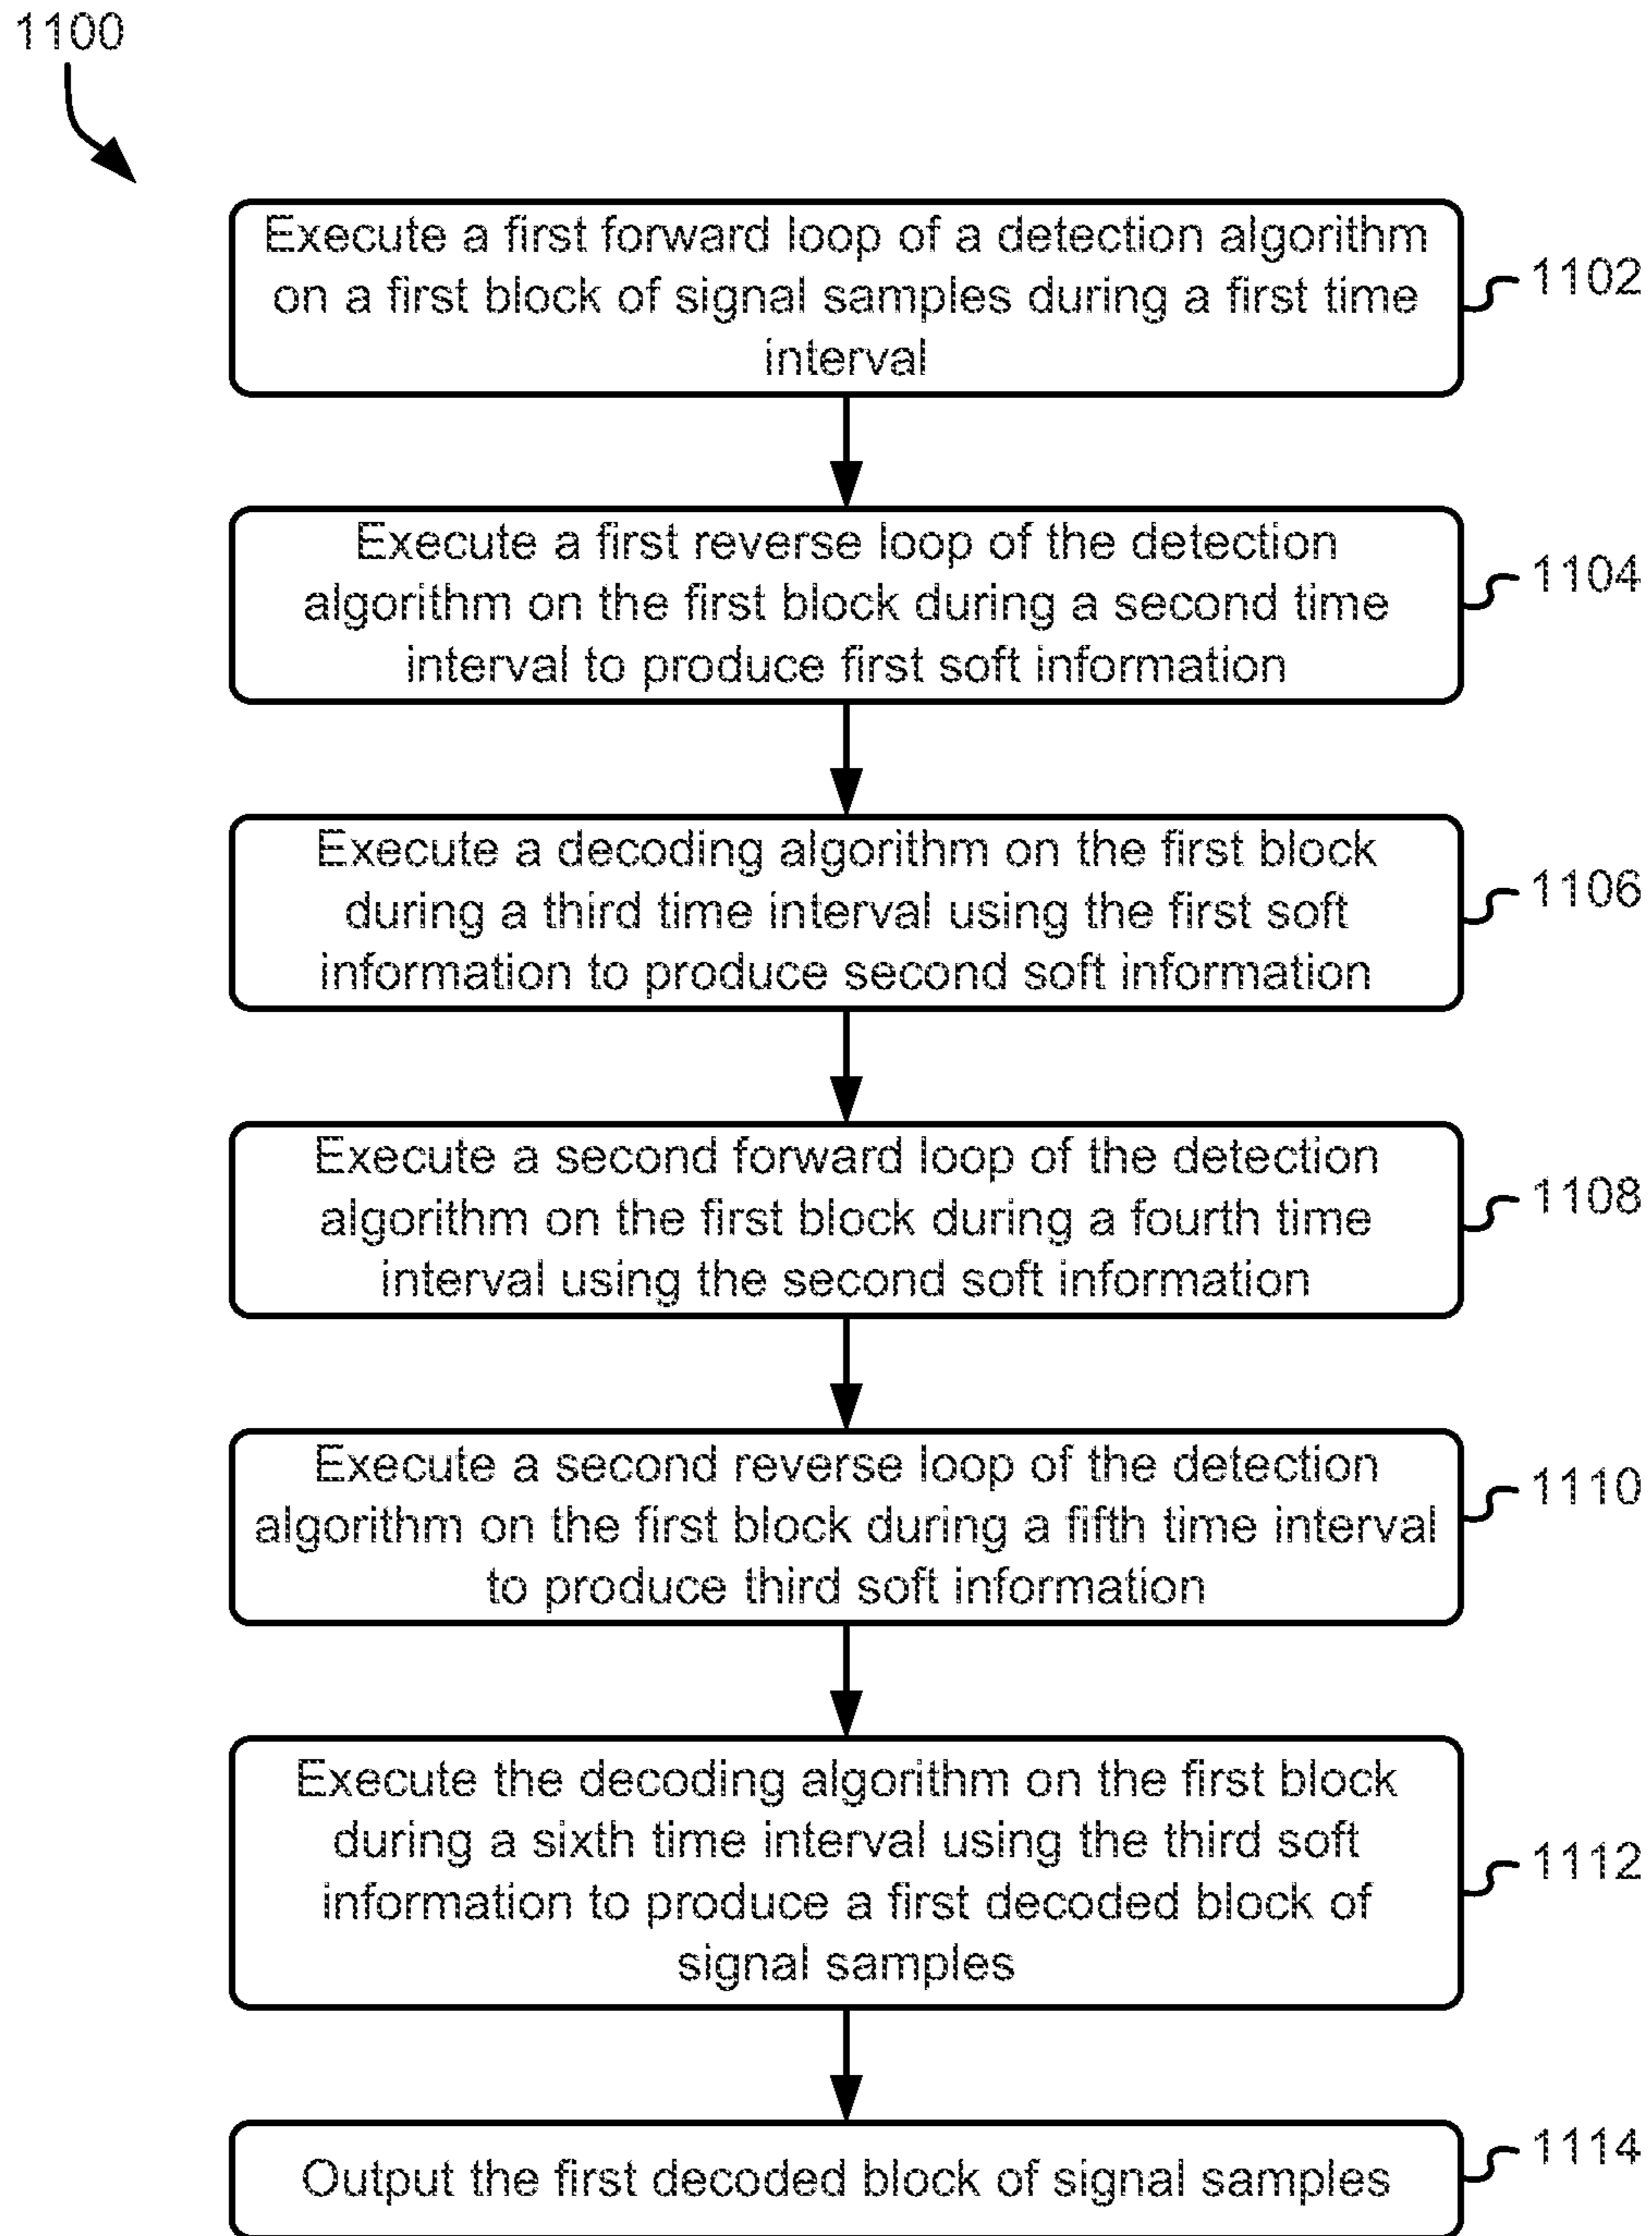 1100
Execute a first forward loop of a detection algorithm
on a first block of signal samples during a first time
interval
1102
Execute a first reverse loop of the detection
algorithm on the first block during a second time
interval to produce first soft information
1104
Execute a decoding algorithm on the first block
during a third time interval using the first soft
information to produce second soft information
1106
Execute a second forward loop of the detection
algorithm on the first block during a fourth time
interval using the second soft information
1108
Execute a second reverse loop of the detection
algorithm on the first block during a fifth time interval
to produce third soft information
1110
Execute the decoding algorithm on the first block
during a sixth time interval using the third soft
information to produce a first decoded block of
signal samples
1112
Output the first decoded block of signal samples
1114